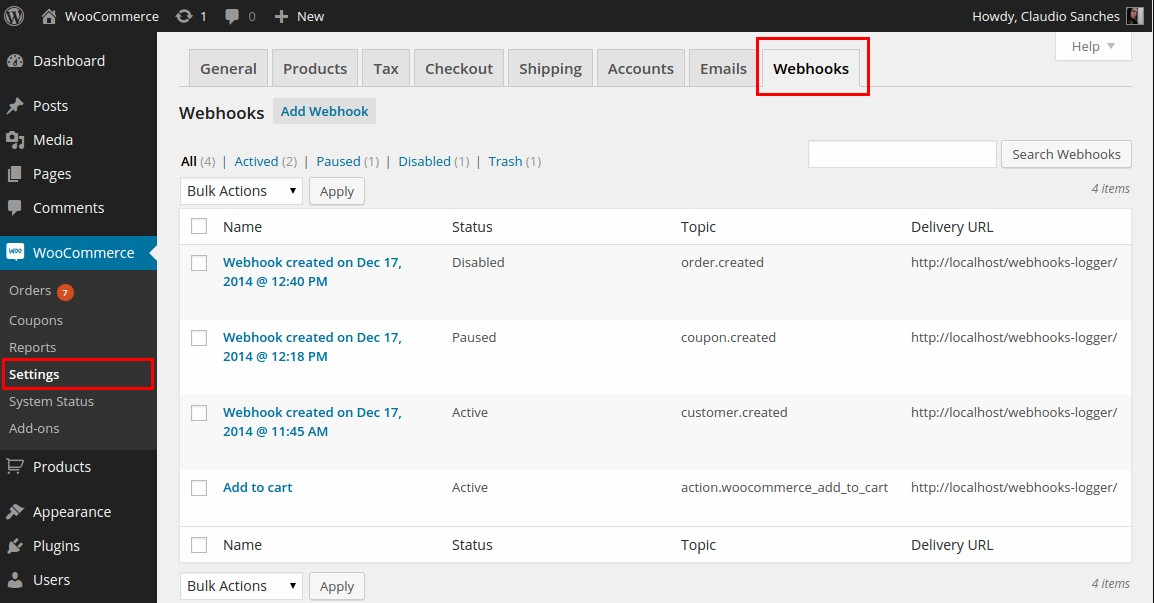 WooCommerce 1 0 New Howdy, Claudio Sanches
Help
Dashboard
Posts
Media
Pages
Comments
Woo WooCommerce
Orders 7
Coupons
Reports
Settings
System Status
Add-ons
Products
Appearance
Plugins
Users
General Products Tax Checkout Shipping Accounts Emails Webhooks
Webhooks Add Webhook
All (4) | Actived (2) | Paused (1) | Disabled (1) | Trash (1) Search Webhooks
Bulk Actions Apply 4 items
Name Status Topic Delivery URL
Webhook created on Dec 17, Disabled order.created http://localhost/webhooks-logger/
2014 @ 12:40 PM
Webhook created on Dec 17, Paused coupon.created http://localhost/webhooks-logger/
2014 @ 12:18 PM
Webhook created on Dec 17, Active customer.created http://localhost/webhooks-logger/
2014 @ 11:45 AM
Add to cart Active action.woocommerce_add_to_cart http://localhost/webhooks-logger/
Name Status Topic Delivery URL
Bulk Actions Apply 4 items